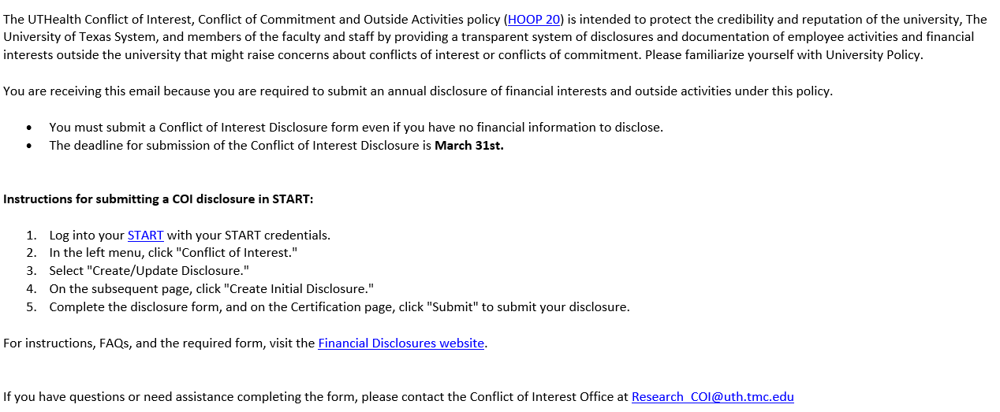 The UTHealth Conflict of Interest, Conflict of Commitment and Outside Activities policy (HOOP 20) is intended to protect the credibility and reputation of the university, The
University of Texas System, and members of the faculty and staff by providing a transparent system of disclosures and documentation of employee activities and financial
interests outside the university that might raise concerns about conflicts of interest or conflicts of commitment. Please familiarize yourself with University Policy.
You are receiving this email because you are required to submit an annual disclosure of financial interests and outside activities under this policy.
• You must submit a Conflict of Interest Disclosure form even if you have no financial information to disclose.
• The deadline for submission of the Conflict of Interest Disclosure is March 31st.
Instructions for submitting a COI disclosure in START:
1. Log into your START with your START credentials.
2. In the left menu, click "Conflict of Interest."
3. Select "Create/Update Disclosure."
4. On the subsequent page, click "Create Initial Disclosure."
5. Complete the disclosure form, and on the Certification page, click "Submit" to submit your disclosure.
For instructions, FAQs, and the required form, visit the Financial Disclosures website.
If you have questions or need assistance completing the form, please contact the Conflict of Interest Office at Research_COI@uth.tmc.edu